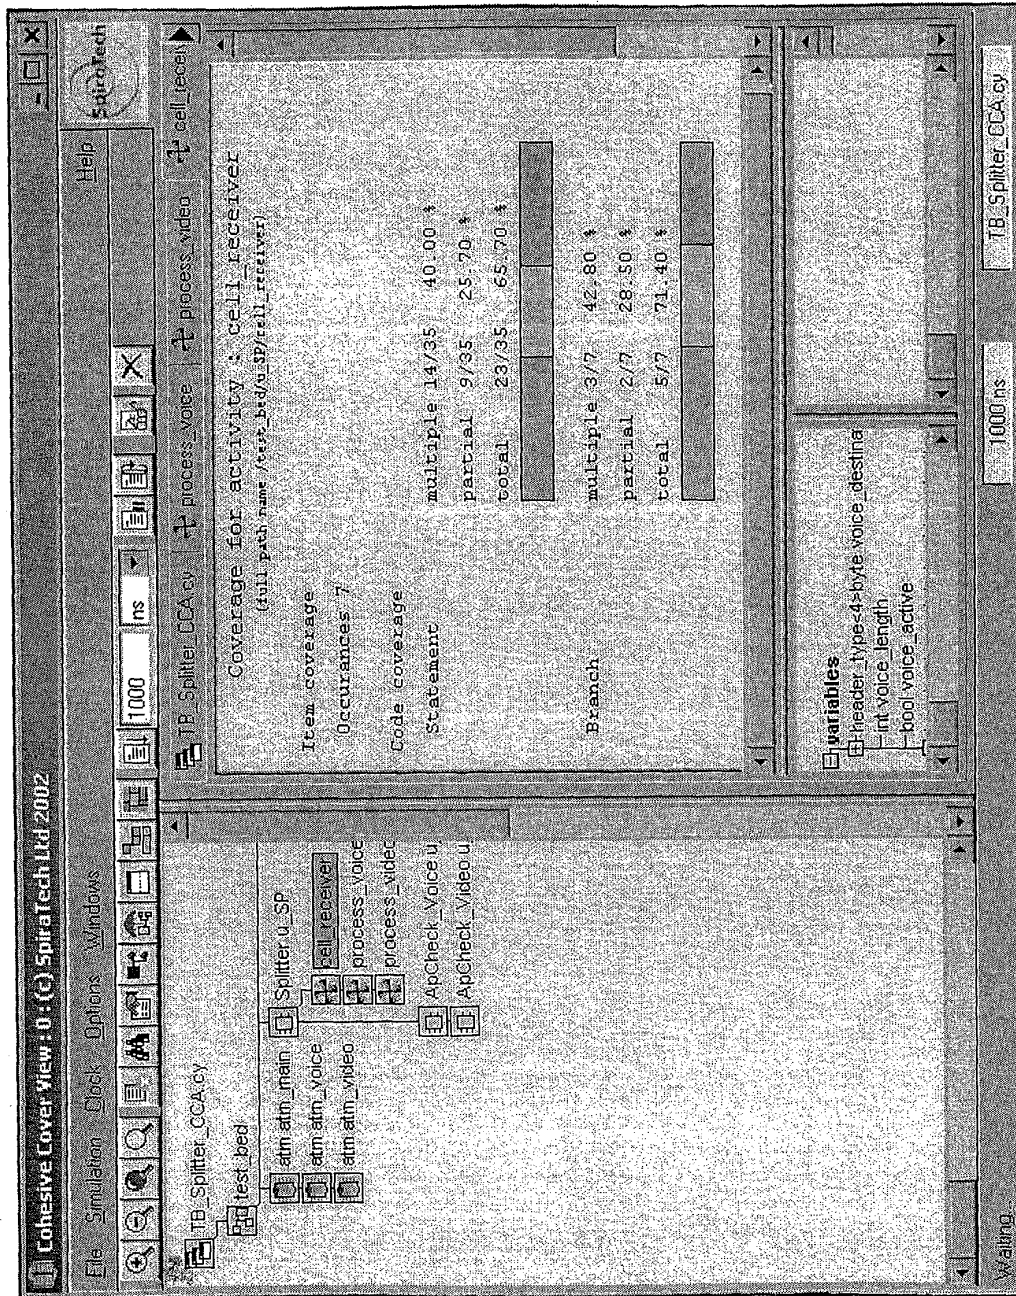 Cohesive Cover View : 0 : (c) SpiraTech Ltd 2002
File Simulation Clock Options Windows Help
SpiraTech
1000 ns
TB_Splitter_CCA.cy
test_bed
atm atm_main
atm atm_voice
atm atm_video
Splitter u_SP
cell_receiver
process_voice
process_video
ApCheck_Voice u
ApCheck_Video u
TB_Splitter_CCA.cy process_voice process_video cell_receiv
Coverage for activity : cell_receiver
(full path name /test_bed/u_SP/cell_receiver)
Item coverage
Occurances 7
Code coverage
Statement multiple 14/35 40.00 %
partial 9/35 25.70 %
total 23/35 65.70 %
Branch multiple 3/7 42.80 %
partial 2/7 28.50 %
total 5/7 71.40 %
variables
header_type<4>byte voice_destina
int voice_length
bool voice_active
Waiting.
1000 ns
TB_Splitter_CCA.cy